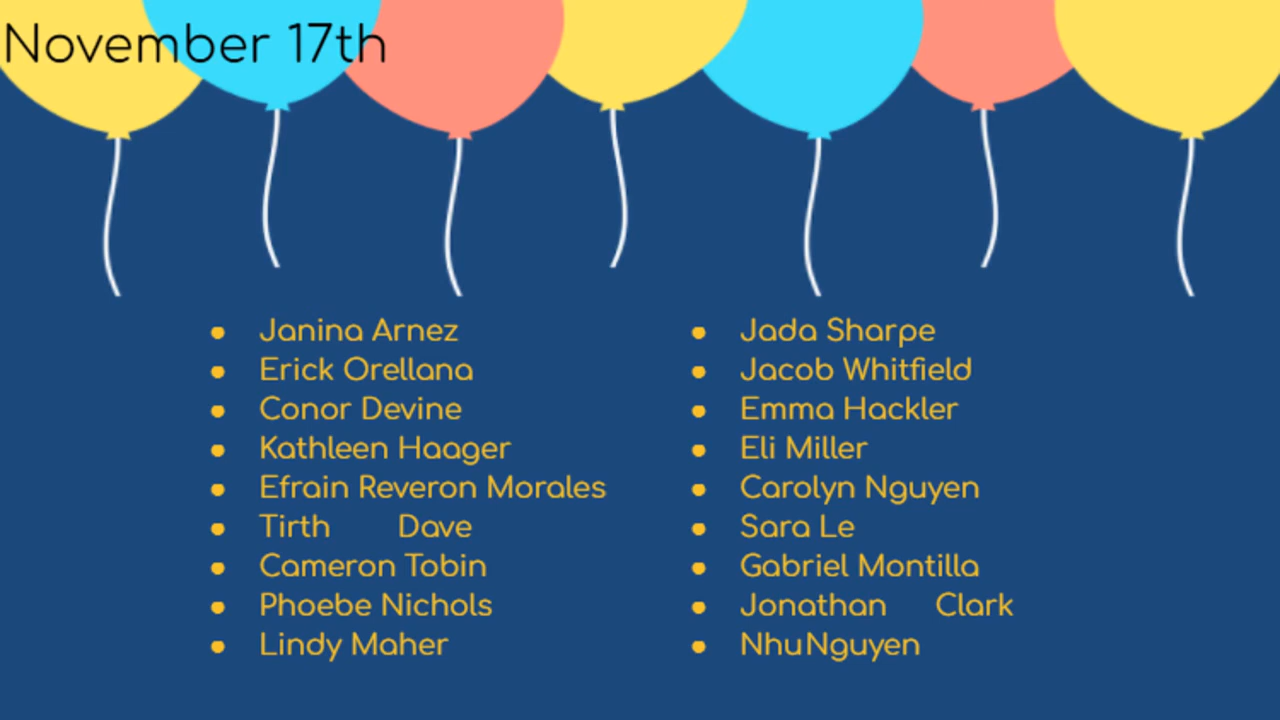 November 17th
Janina Arnez
Erick Orellana
Conor Devine
Kathleen Haager
Efrain Reveron Morales
Tirth Dave
Cameron Tobin
Phoebe Nichols
Lindy Maher
Jada Sharpe
Jacob Whitfield
Emma Hackler
Eli Miller
Carolyn Nguyen
Sara Le
Gabriel Montilla
Jonathan Clark
NhuNguyen